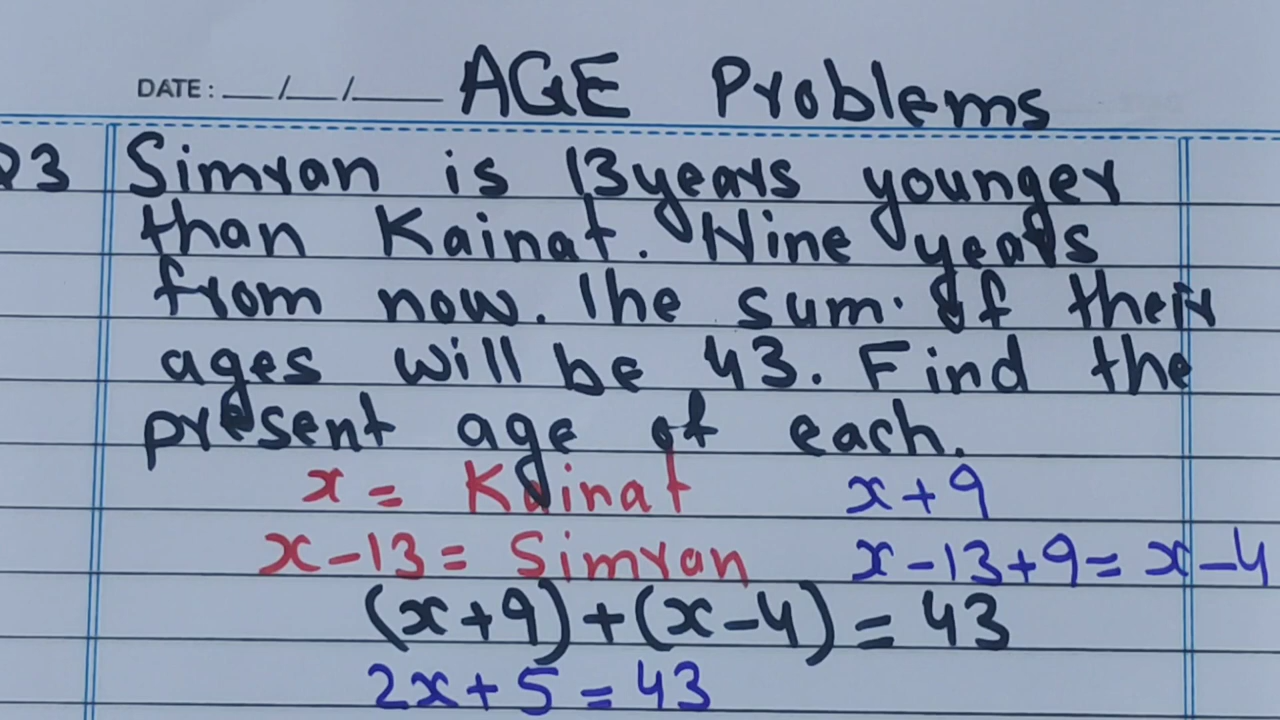 DATE: __/__/____ AGE Problems
Q3 Simran is 13years younger
than Kainat. Nine years
from now. The sum. of their
ages will be 43. Find the
present age of each.
x = Kainat x+9
x-13 = Simran x-13+9 = x-4
(x+9)+(x-4) = 43
2x+5 = 43